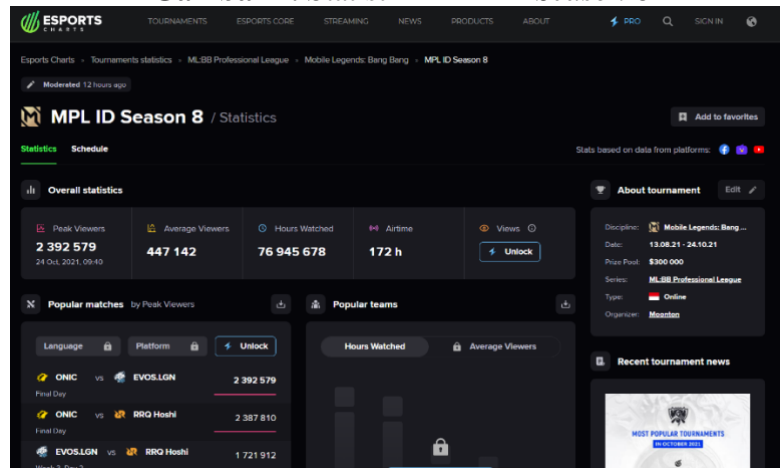 ESPORTS
CHARTS
TOURNAMENTS
ESPORTS CORE
STREAMING
NEWS
PRODUCTS
ABOUT
PRO
SIGN IN
Esports Charts
Tournaments statistics
ML:BB Professional League
Mobile Legends: Bang Bang
MPL ID Season 8
Moderated 12 hours ago
MPL ID Season 8 / Statistics
Add to favorites
Statistics
Schedule
Stats based on data from platforms:
Overall statistics
Peak Viewers
2 392 579
24 Oct, 2021, 09:40
Average Viewers
447 142
Hours Watched
76 945 678
Airtime
172 h
Views
Unlock
About tournament
Edit
Discipline: Mobile Legends: Bang ...
Date: 13.08.21 - 24.10.21
Prize Pool: $300 000
Series: ML:BB Professional League
Type: Online
Organizer: Moonton
Popular matches by Peak Viewers
Language
Platform
Unlock
ONIC vs EVOS.LGN 2 392 579
Final Day
ONIC vs RRQ Hoshi 2 387 810
Final Day
EVOS.LGN vs RRQ Hoshi 1 721 912
Popular teams
Hours Watched
Average Viewers
Recent tournament news
MOST POPULAR TOURNAMENTS
IN OCTOBER 2021